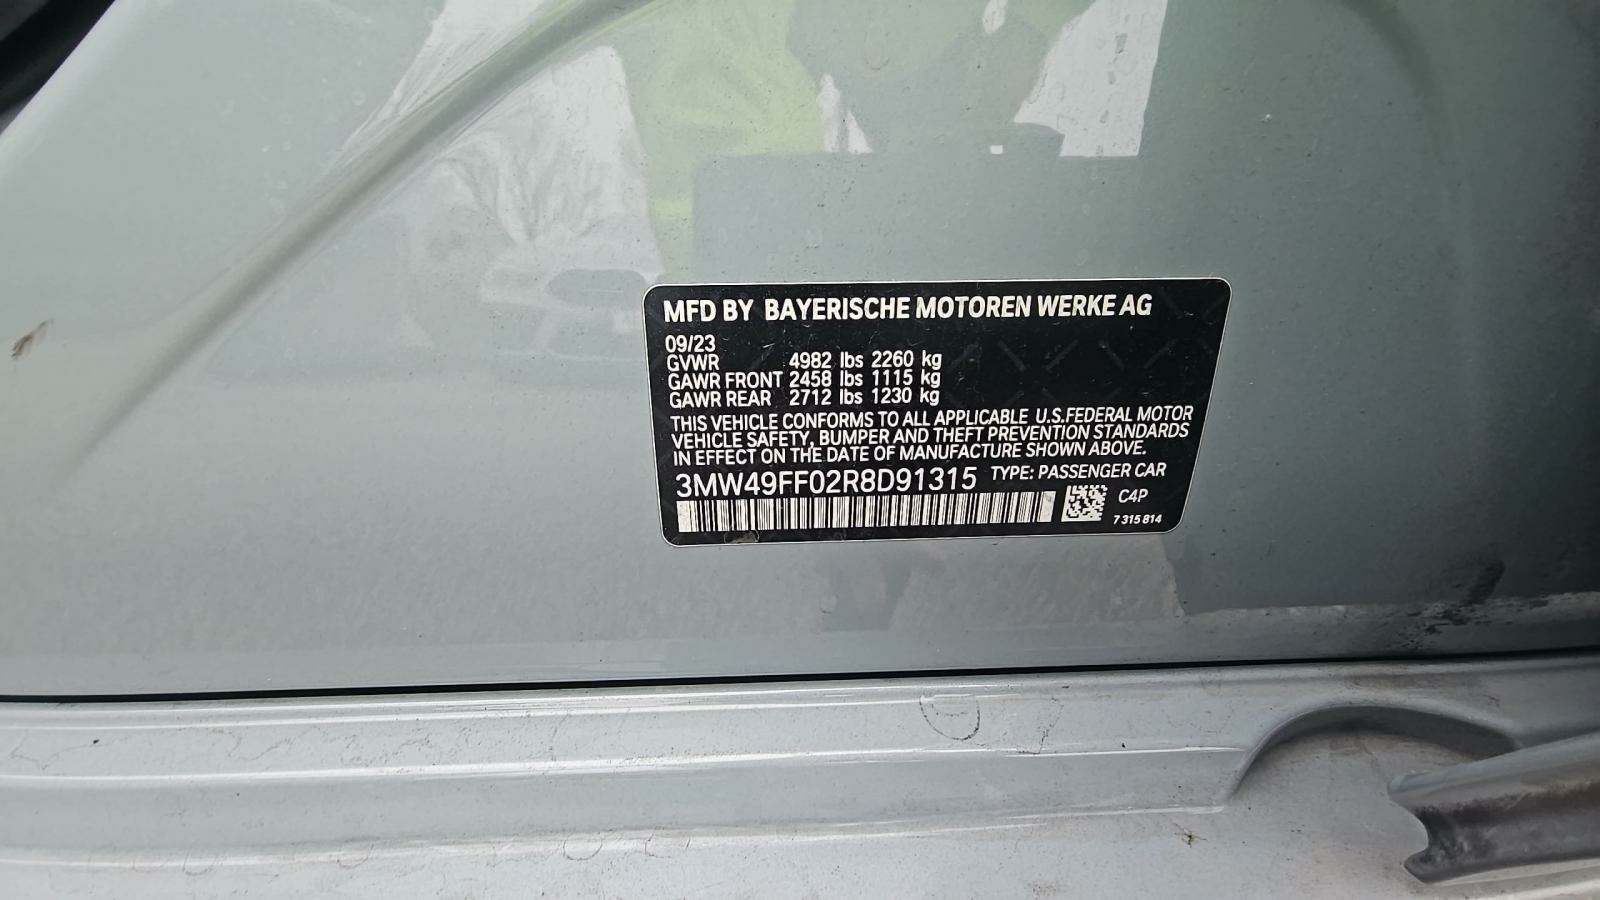 MFD BY BAYERISCHE MOTOREN WERKE AG
09/23
GVWR 4982 lbs 2260 kg
GAWR FRONT 2458 lbs 1115 kg
GAWR REAR 2712 lbs 1230 kg
THIS VEHICLE CONFORMS TO ALL APPLICABLE U.S.FEDERAL MOTOR
VEHICLE SAFETY, BUMPER AND THEFT PREVENTION STANDARDS
IN EFFECT ON THE DATE OF MANUFACTURE SHOWN ABOVE.
3MW49FF02R8D91315 TYPE: PASSENGER CAR
C4P
7 315 814